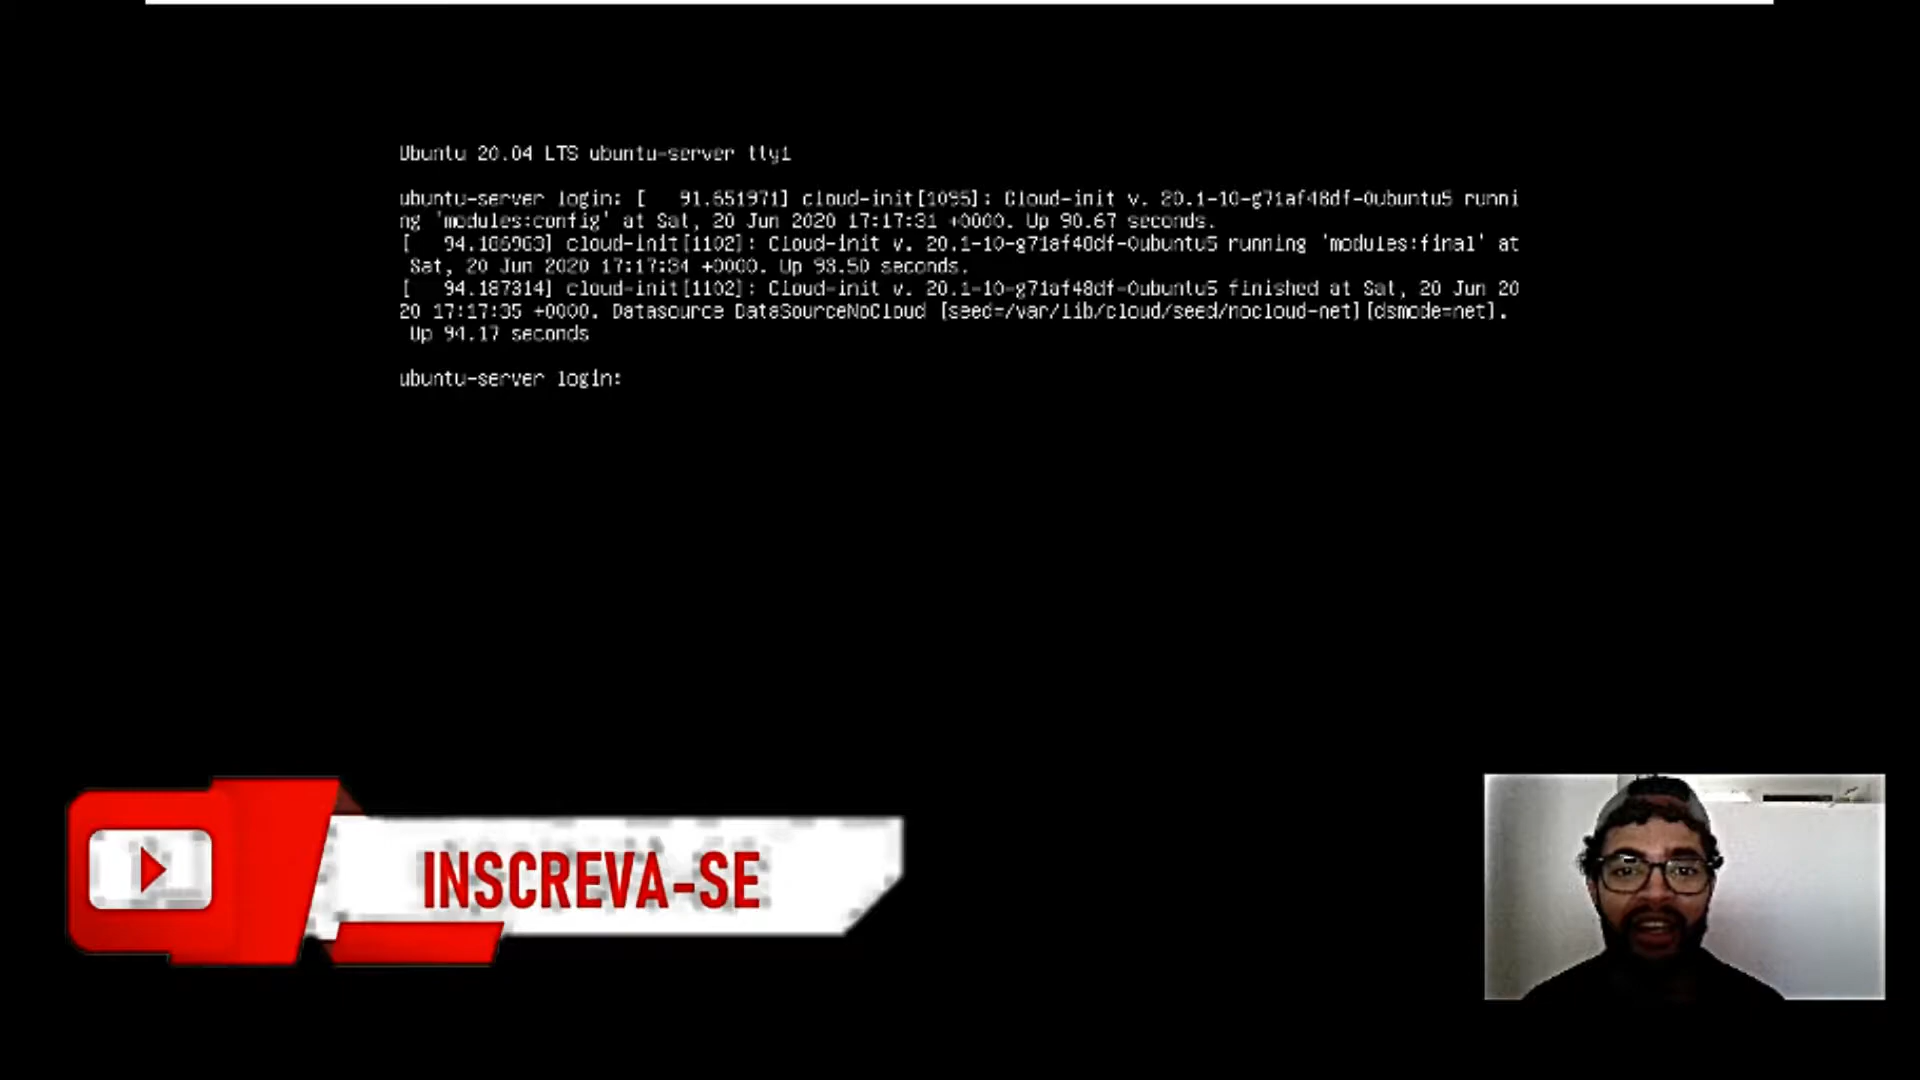 Ubuntu 20.04 LTS ubuntu-server tty1
ubuntu-server login: [   91.651971] cloud-init[1095]: Cloud-init v. 20.1-10-g71af48df-0ubuntu5 runni
ng 'modules:config' at Sat, 20 Jun 2020 17:17:31 +0000. Up 90.67 seconds.
[   94.186963] cloud-init[1102]: Cloud-init v. 20.1-10-g71af48df-0ubuntu5 running 'modules:final' at
Sat, 20 Jun 2020 17:17:34 +0000. Up 93.50 seconds.
[   94.187314] cloud-init[1102]: Cloud-init v. 20.1-10-g71af48df-0ubuntu5 finished at Sat, 20 Jun 20
20 17:17:35 +0000. Datasource DataSourceNoCloud [seed=/var/lib/cloud/seed/nocloud-net][dsmode=net].
Up 94.17 seconds
ubuntu-server login:
INSCREVA-SE